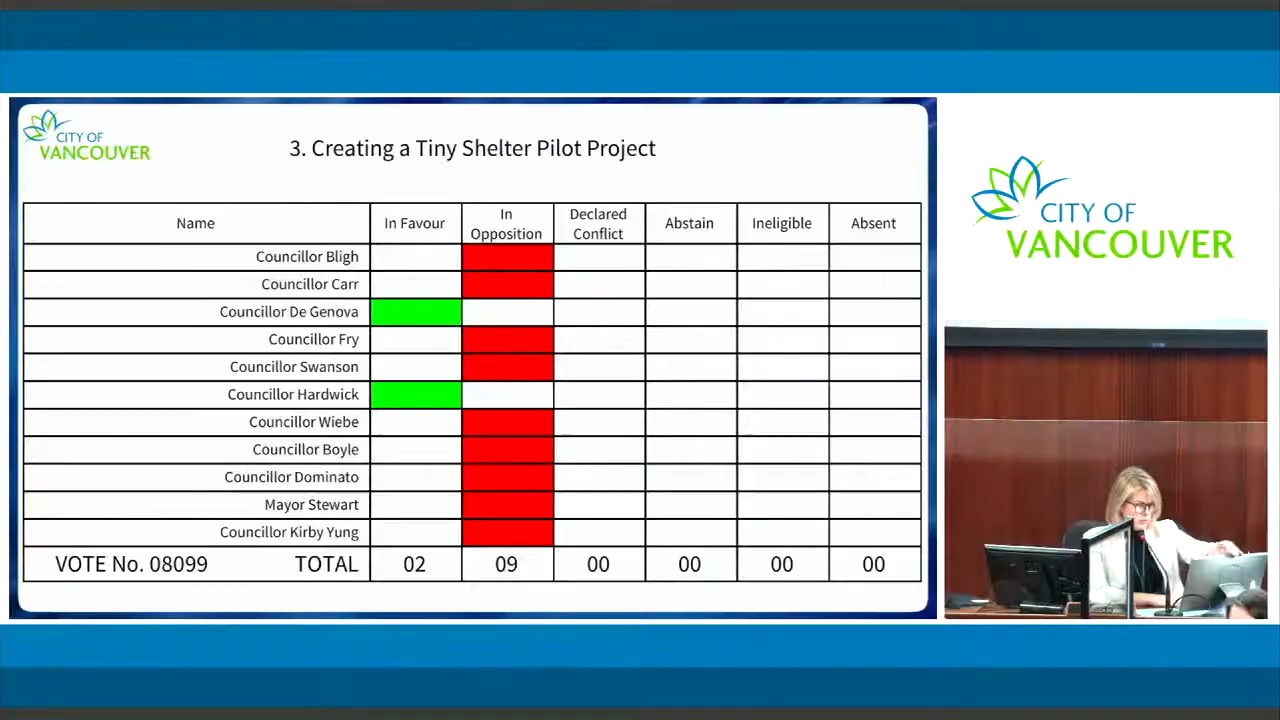 CITY OF
VANCOUVER
3. Creating a Tiny Shelter Pilot Project
Name In Favour In Opposition Declared Conflict Abstain Ineligible Absent
Councillor Bligh
Councillor Carr
Councillor De Genova
Councillor Fry
Councillor Swanson
Councillor Hardwick
Councillor Wiebe
Councillor Boyle
Councillor Dominato
Mayor Stewart
Councillor Kirby Yung
VOTE No. 08099 TOTAL 02 09 00 00 00 00
CITY OF
VANCOUVER